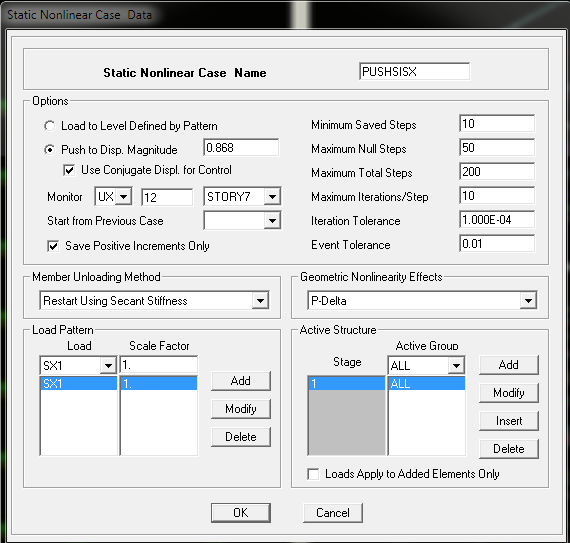 Static Nonlinear Case Data
Static Nonlinear Case Name PUSHSISX
Options
Load to Level Defined by Pattern
Push to Disp. Magnitude 0.868
Use Conjugate Displ. for Control
Monitor UX 12 STORY7
Start from Previous Case
Save Positive Increments Only
Minimum Saved Steps 10
Maximum Null Steps 50
Maximum Total Steps 200
Maximum Iterations/Step 10
Iteration Tolerance 1.000E-04
Event Tolerance 0.01
Member Unloading Method
Restart Using Secant Stiffness
Geometric Nonlinearity Effects
P-Delta
Load Pattern
Load Scale Factor
SX1 1.
SX1 1.
Add
Modify
Delete
Active Structure
Stage Active Group
ALL
1 ALL
Add
Modify
Insert
Delete
Loads Apply to Added Elements Only
OK Cancel